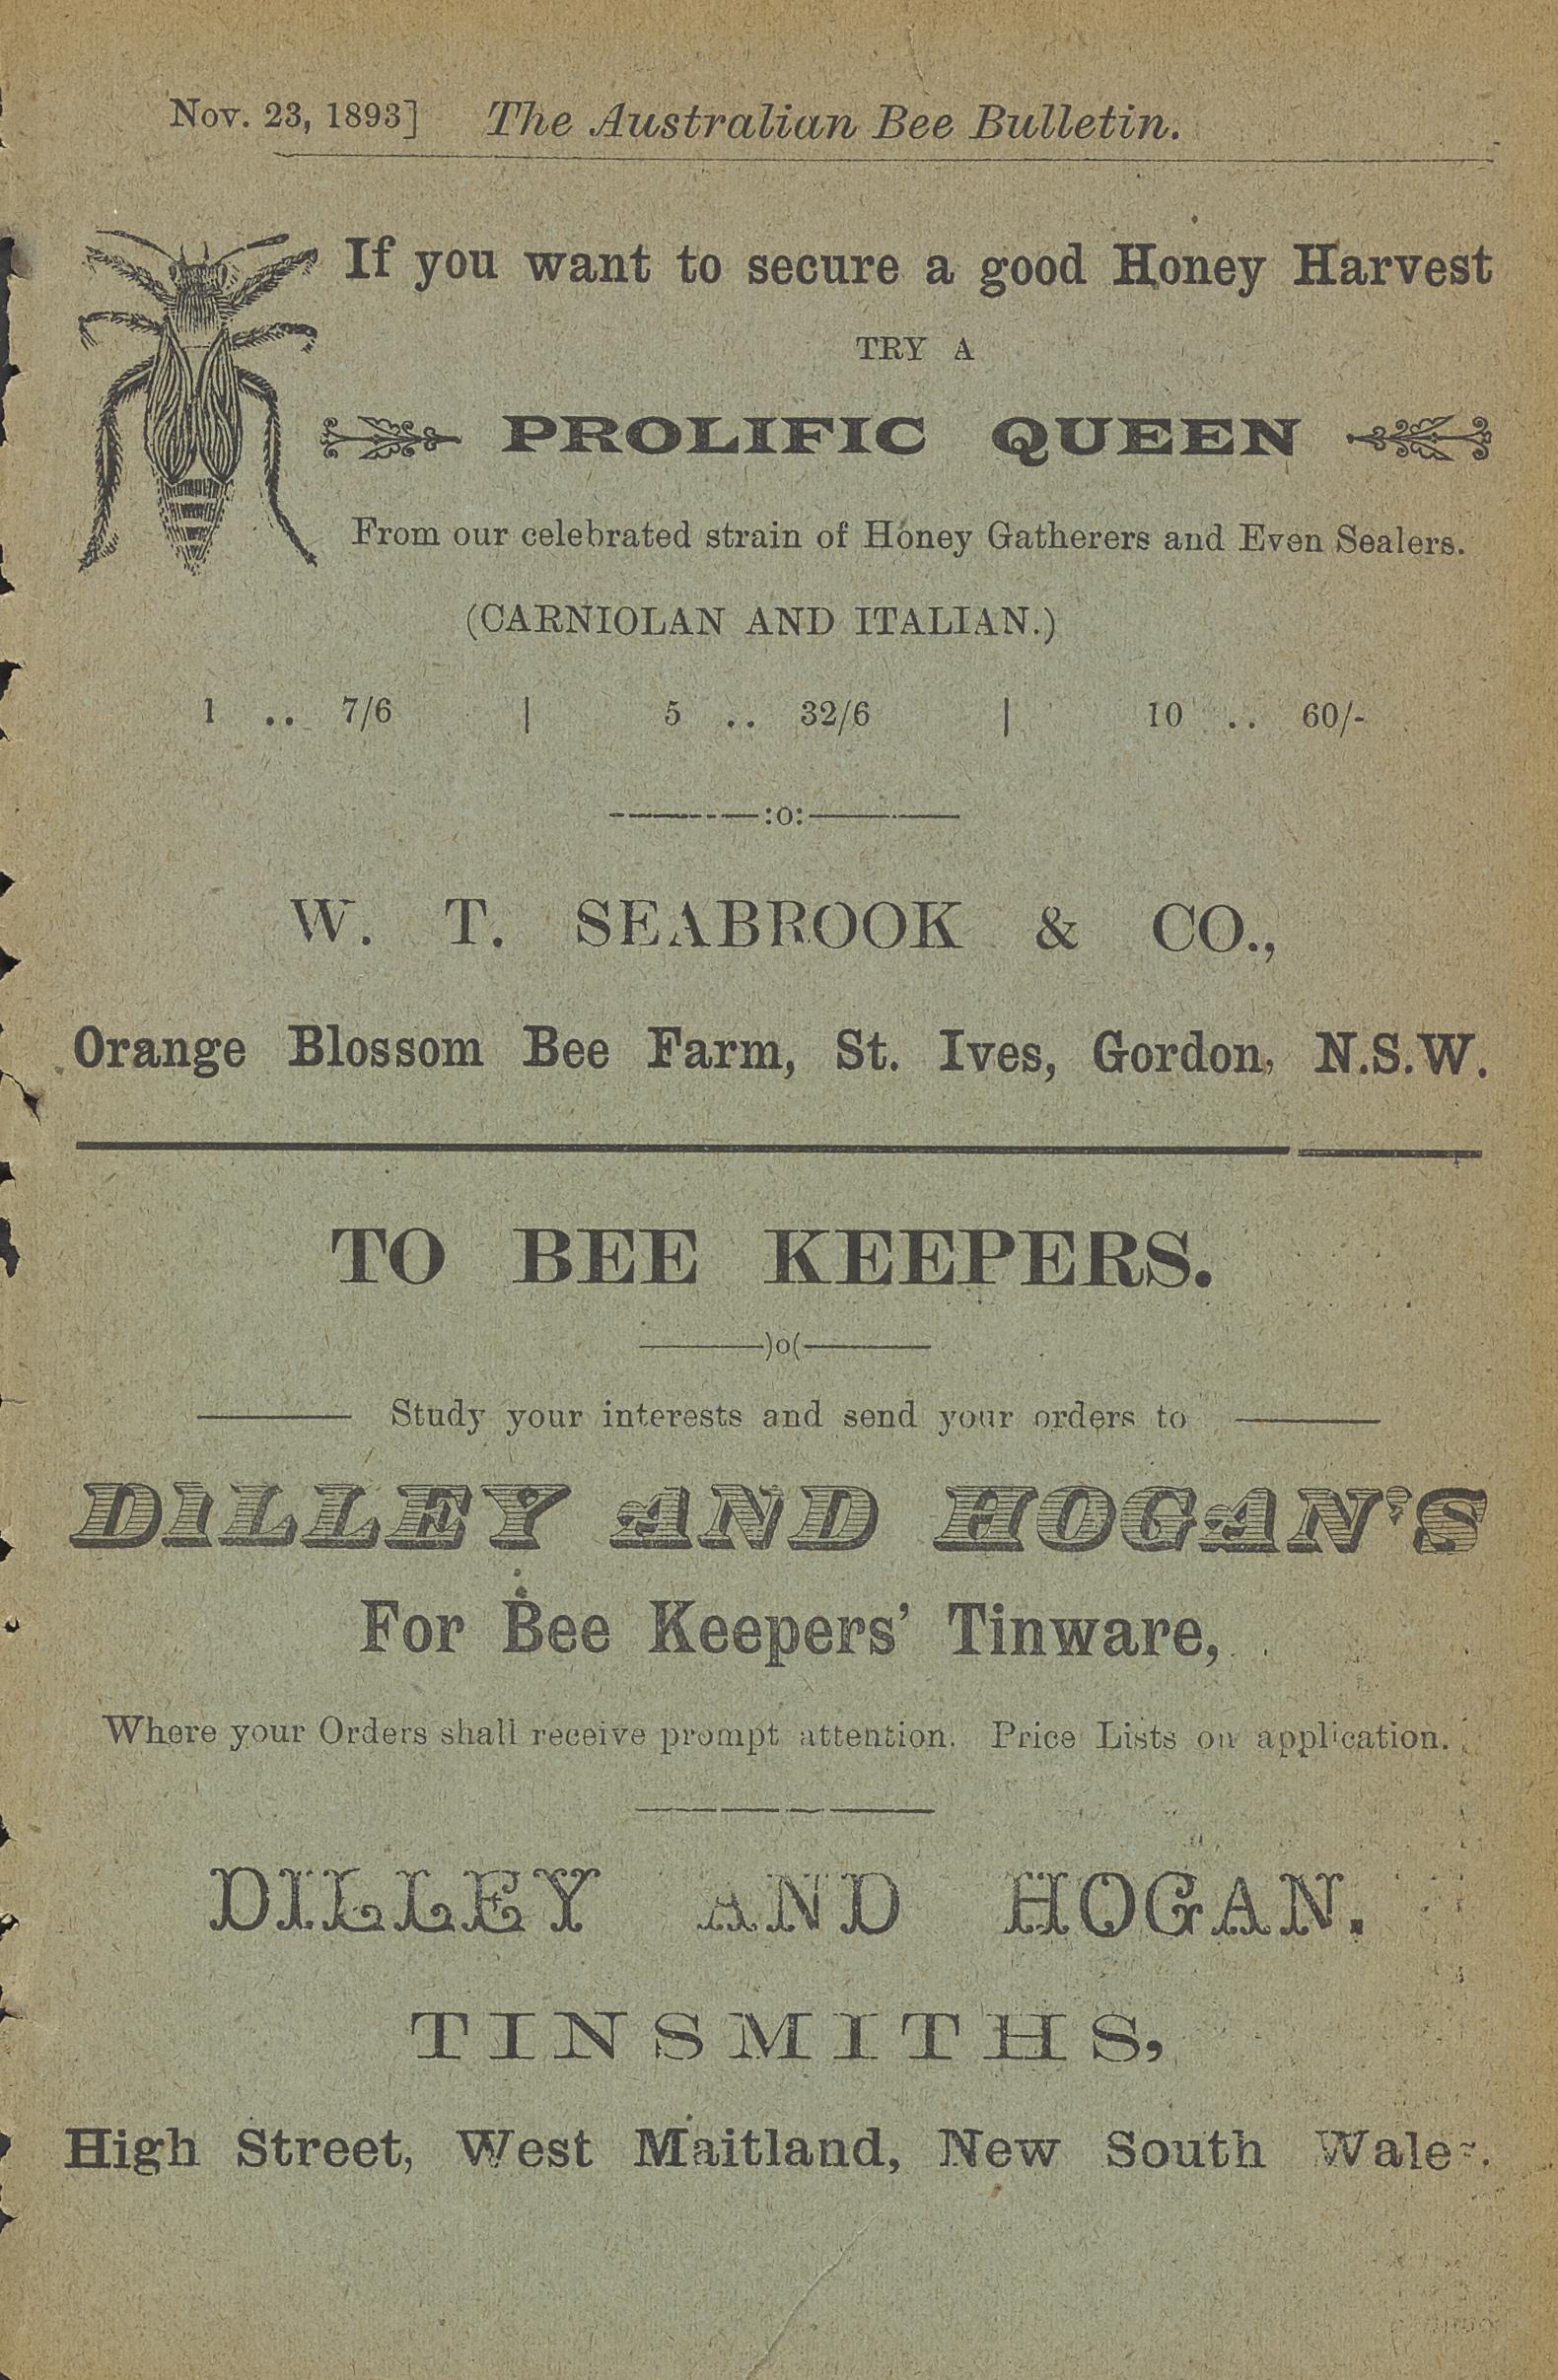 Nov. 23, 1893] The Australian Bee Bulletin.
If you want to secure a good Honey Harvest
TRY A
PROLIFIC QUEEN
From our celebrated strain of Honey Gatherers and Even Sealers.
(CARNIOLAN AND ITALIAN.)
1 .. 7/6 | 5 .. 32/6 | 10 .. 60/-
:o:
W. T. SEABROOK & CO.,
Orange Blossom Bee Farm, St. Ives, Gordon, N.S.W.
TO BEE KEEPERS.
)o(
Study your interests and send your orders to
DILLEY AND HOGAN'S
For Bee Keepers' Tinware,
Where your Orders shall receive prompt attention. Price Lists on application.
DILLEY AND HOGAN.
TINSMITHS,
High Street, West Maitland, New South Wales.